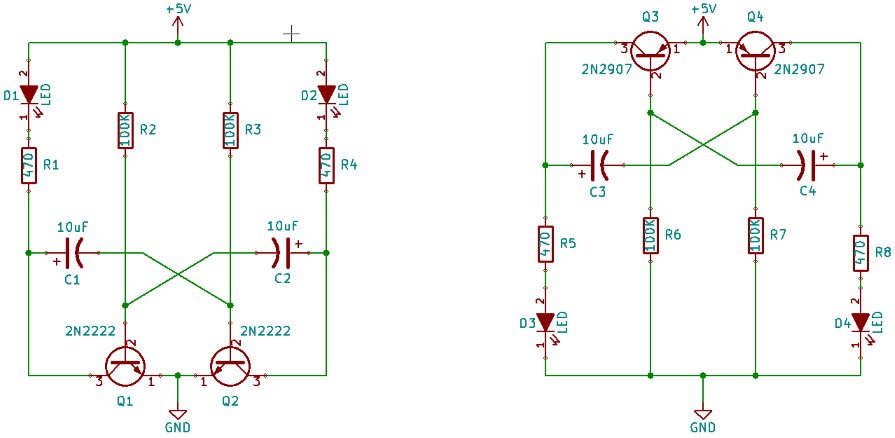 +5V
D1
2
1
LED
R1
470
R2
100K
R3
100K
D2
2
1
LED
R4
470
10uF
+
C1
10uF
+
C2
2N2222
2
3
1
Q1
2N2222
2
1
3
Q2
GND
+5V
Q3
3
1
2
2N2907
Q4
1
3
2
2N2907
10uF
+
C3
10uF
+
C4
R5
470
R6
100K
R7
100K
R8
470
D3
2
1
LED
D4
2
1
LED
GND